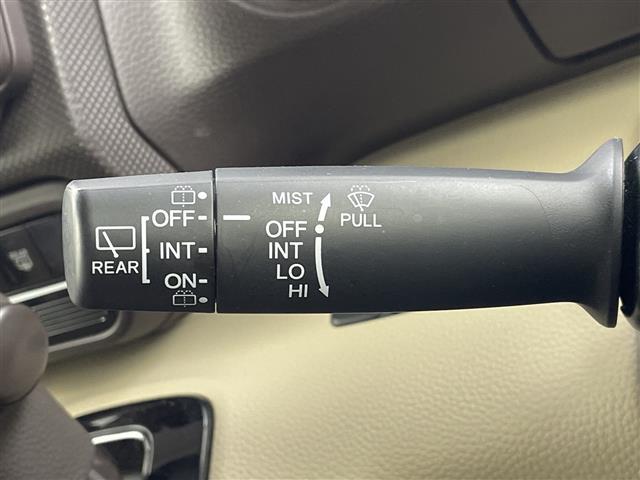 REAR
OFF
INT
ON
MIST
OFF
INT
LO
HI
PULL